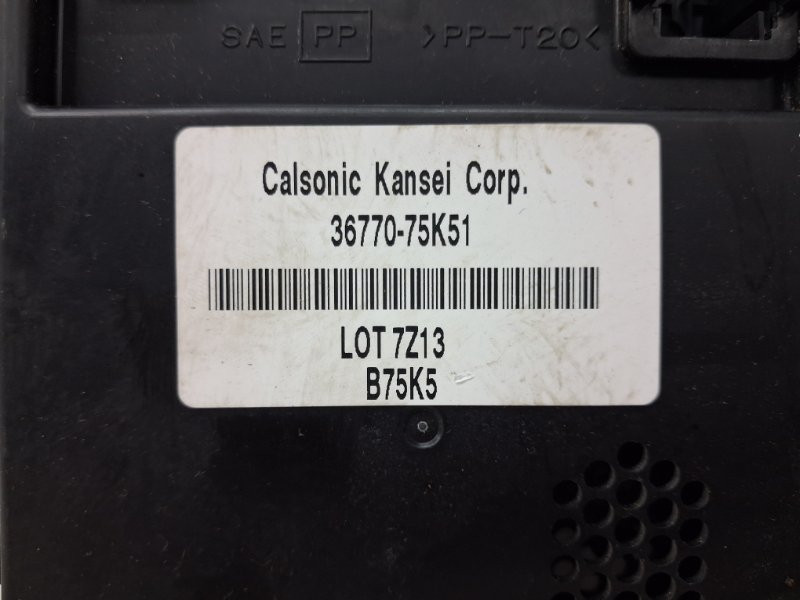 SAE PP >PP-T20<
Calsonic Kansei Corp.
36770-75K51
LOT 7Z13
B75K5